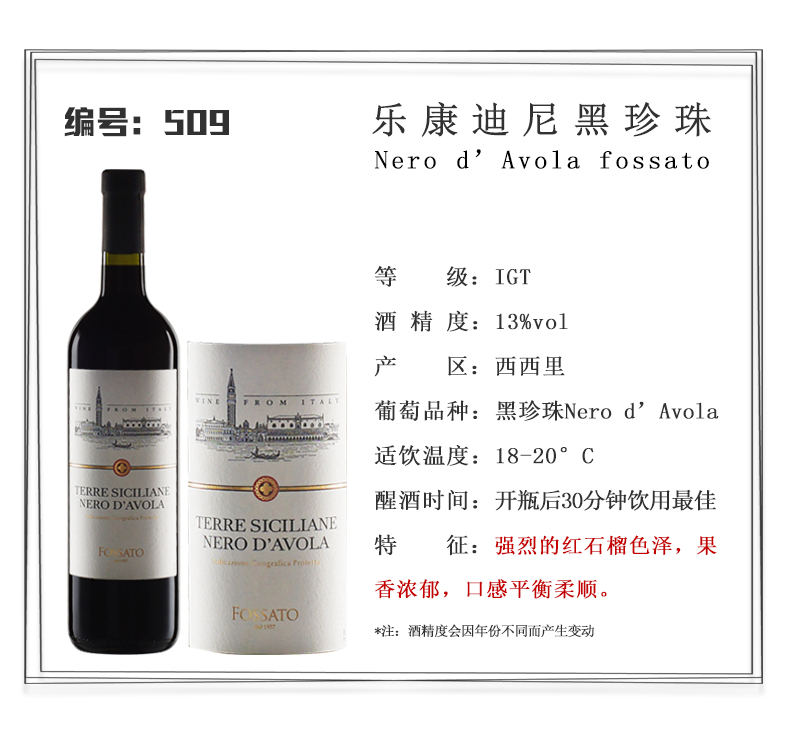 编号：509
乐康迪尼黑珍珠
Nero d’Avola fossato
等级：IGT
酒精度：13%vol
产区：西西里
葡萄品种：黑珍珠Nero d’Avola
适饮温度：18-20°C
醒酒时间：开瓶后30分钟饮用最佳
特征：强烈的红石榴色泽，果
香浓郁，口感平衡柔顺。
*注：酒精度会因年份不同而产生变动
WINE FROM ITALY
TERRE SICILIANE
NERO D'AVOLA
FOSSATO
WINE FROM ITALY
TERRE SICILIANE
NERO D'AVOLA
Indicazione Geografica Protetta
FOSSATO